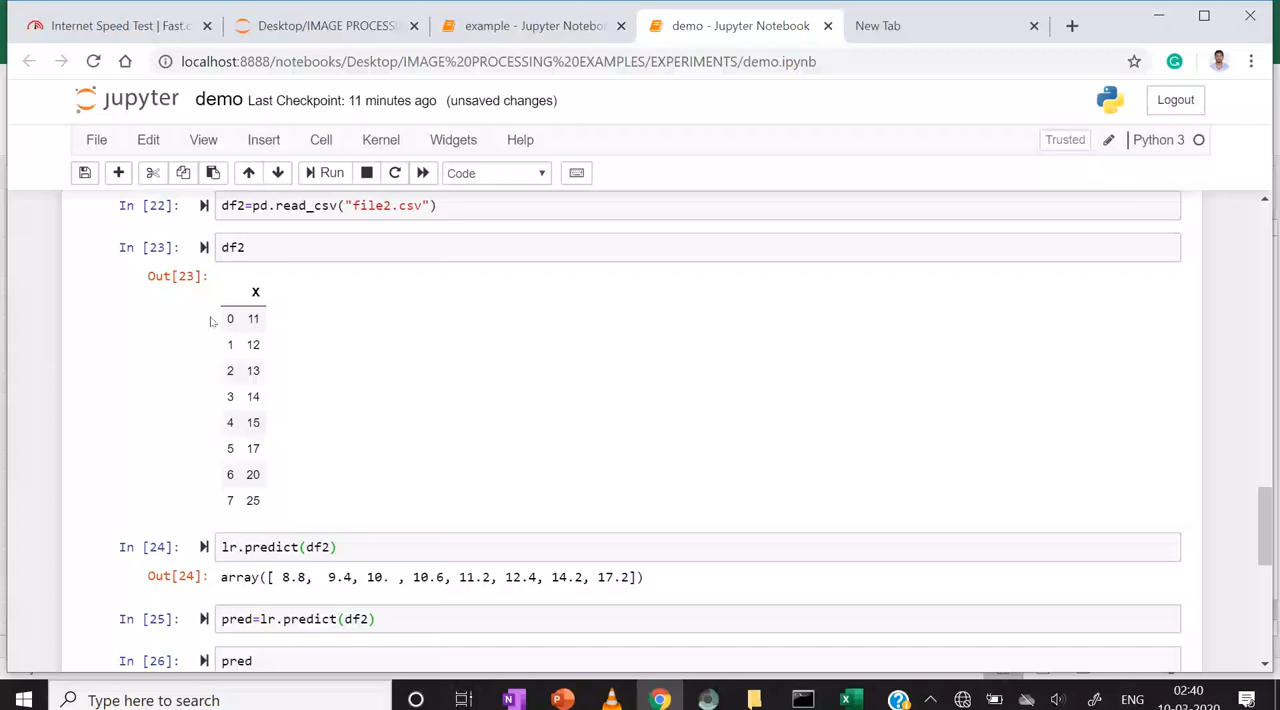 Internet Speed Test | Fast.c
Desktop/IMAGE PROCESSING
example - Jupyter Notebook
demo - Jupyter Notebook
New Tab
localhost:8888/notebooks/Desktop/IMAGE%20PROCESSING%20EXAMPLES/EXPERIMENTS/demo.ipynb
jupyter demo Last Checkpoint: 11 minutes ago (unsaved changes)
Logout
File Edit View Insert Cell Kernel Widgets Help
Trusted
Python 3
Run
Code
In [22]: df2=pd.read_csv("file2.csv")
In [23]: df2
Out[23]:
X
0 11
1 12
2 13
3 14
4 15
5 17
6 20
7 25
In [24]: lr.predict(df2)
Out[24]: array([ 8.8, 9.4, 10. , 10.6, 11.2, 12.4, 14.2, 17.2])
In [25]: pred=lr.predict(df2)
In [26]: pred
Type here to search
ENG
02:40
10-03-2020